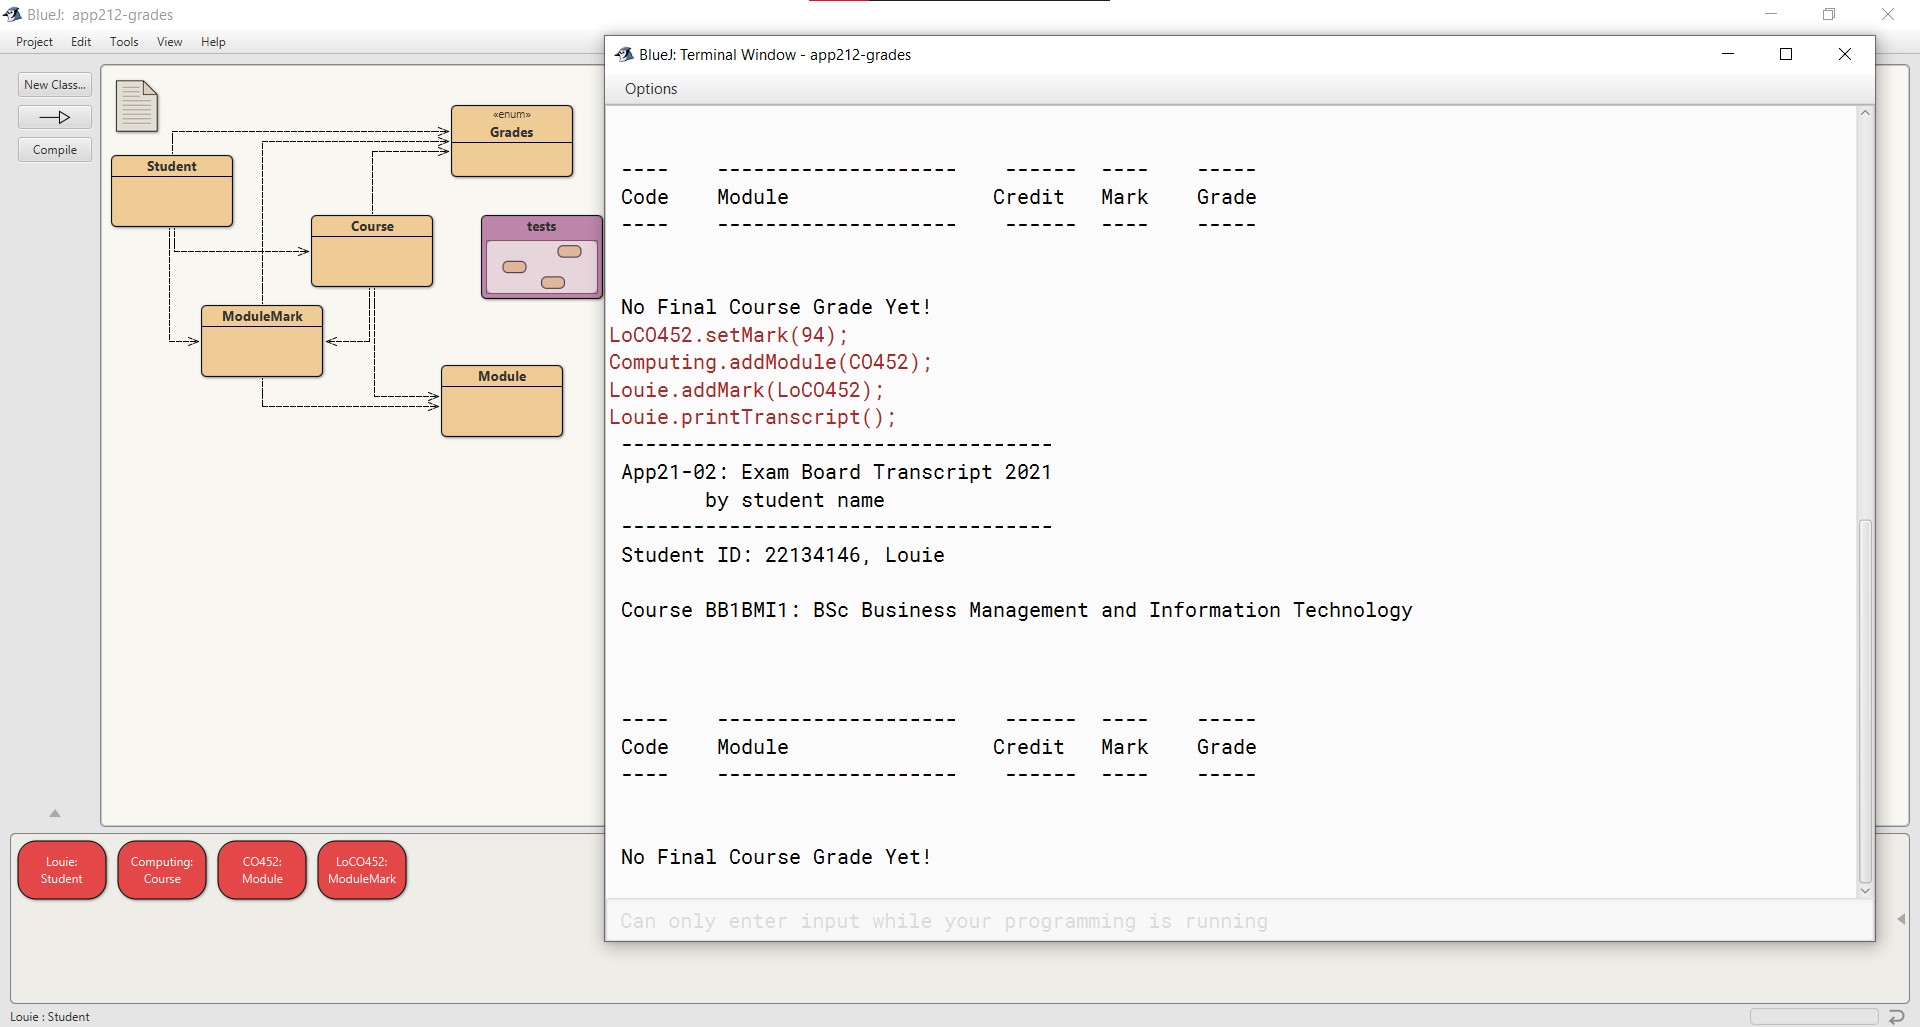 BlueJ: app212-grades
Project Edit Tools View Help
New Class...
Compile
Student
«enum»
Grades
Course
tests
ModuleMark
Module
BlueJ: Terminal Window - app212-grades
Options
---- -------------------- ------ ---- -----
Code Module Credit Mark Grade
---- -------------------- ------ ---- -----
No Final Course Grade Yet!
LoCO452.setMark(94);
Computing.addModule(CO452);
Louie.addMark(LoCO452);
Louie.printTranscript();
------------------------------------
App21-02: Exam Board Transcript 2021
by student name
------------------------------------
Student ID: 22134146, Louie
Course BB1BMI1: BSc Business Management and Information Technology
---- -------------------- ------ ---- -----
Code Module Credit Mark Grade
---- -------------------- ------ ---- -----
No Final Course Grade Yet!
Can only enter input while your programming is running
Louie:
Student
Computing:
Course
CO452:
Module
LoCO452:
ModuleMark
Louie : Student